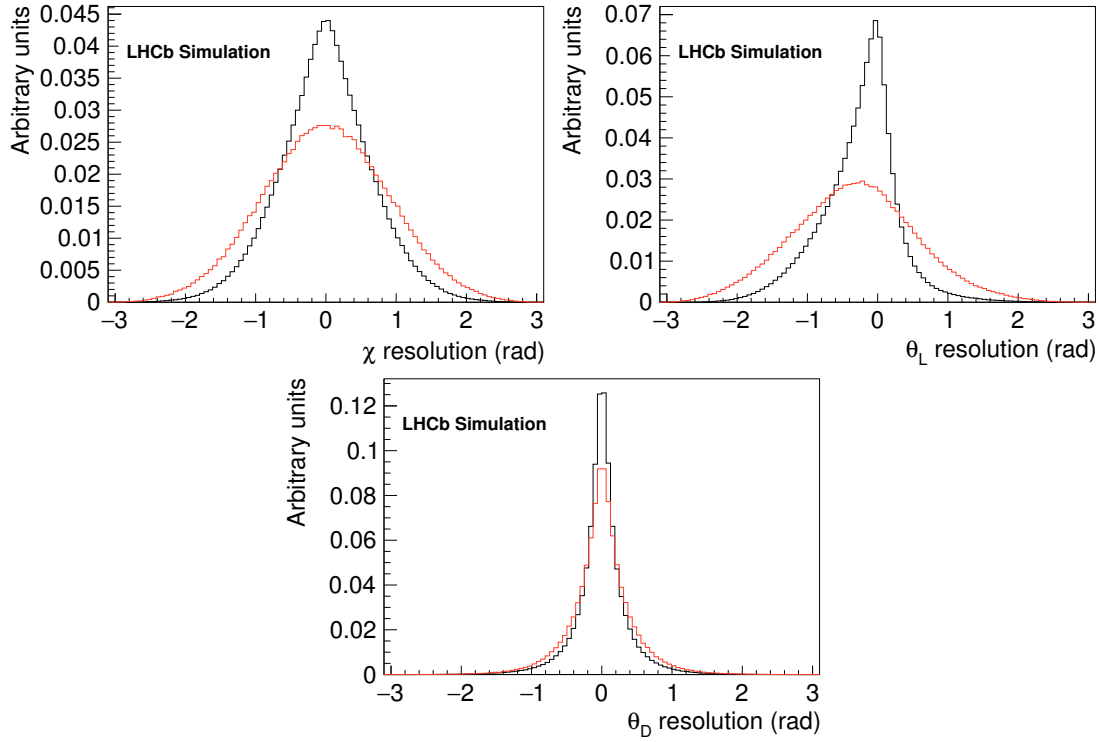 Arbitrary units
LHCb Simulation
0.045
0.04
0.035
0.03
0.025
0.02
0.015
0.01
0.005
0
−3 −2 −1 0 1 2 3
χ resolution (rad)
Arbitrary units
LHCb Simulation
0.07
0.06
0.05
0.04
0.03
0.02
0.01
0
−3 −2 −1 0 1 2 3
θ_L resolution (rad)
Arbitrary units
LHCb Simulation
0.12
0.1
0.08
0.06
0.04
0.02
0
−3 −2 −1 0 1 2 3
θ_D resolution (rad)